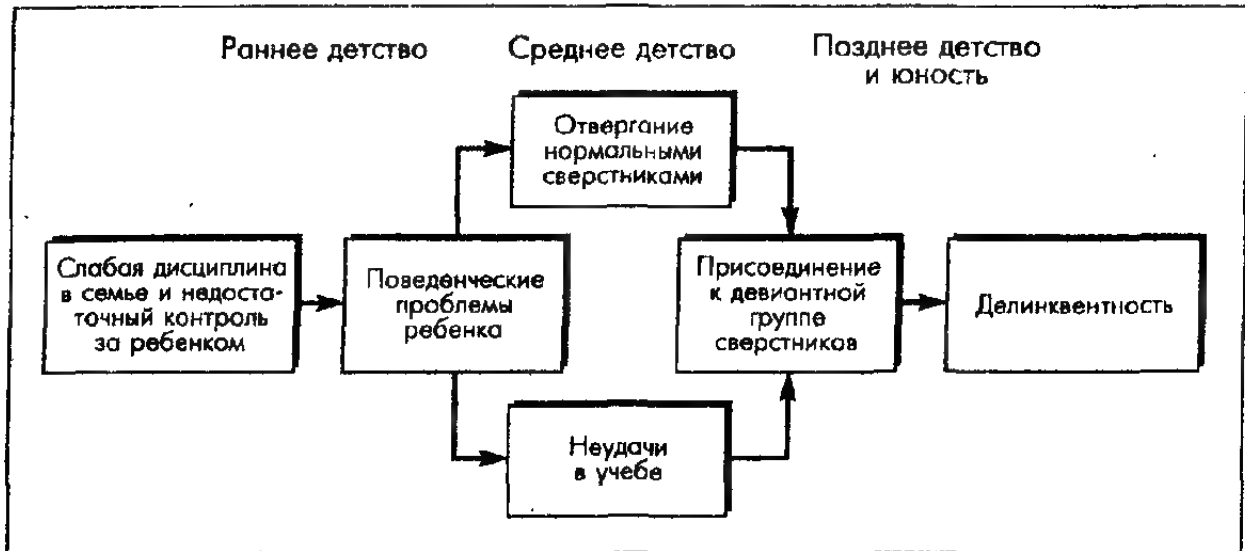 Раннее детство
Среднее детство
Позднее детство
и юность
Отвергание
нормальными
сверстниками
Слабая дисциплина
в семье и недоста-
точный контроль
за ребенком
Поведенческие
проблемы
ребенка
Присоединение
к девиантной
группе
сверстников
Делинквентность
Неудачи
в учебе